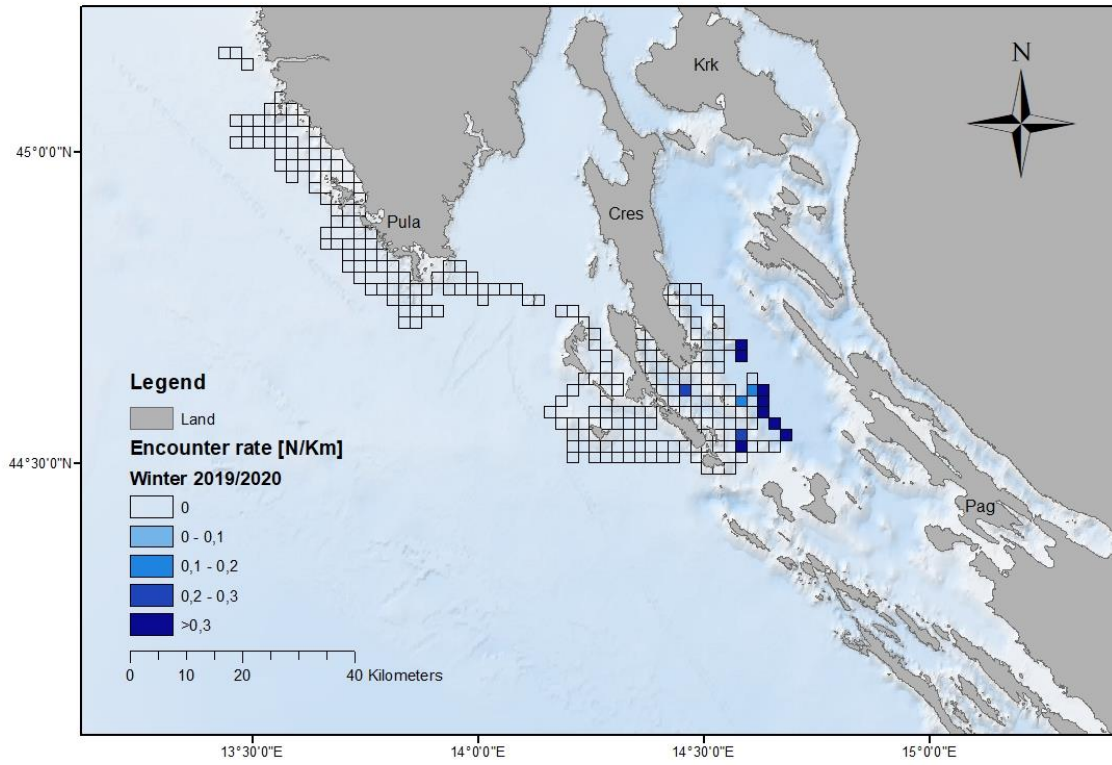 Krk
N
45°0'0"N
Cres
Pula
Legend
Land
Encounter rate [N/Km]
Winter 2019/2020
0
0 - 0,1
0,1 - 0,2
0,2 - 0,3
>0,3
44°30'0"N
Pag
0 10 20 40 Kilometers
13°30'0"E 14°0'0"E 14°30'0"E 15°0'0"E